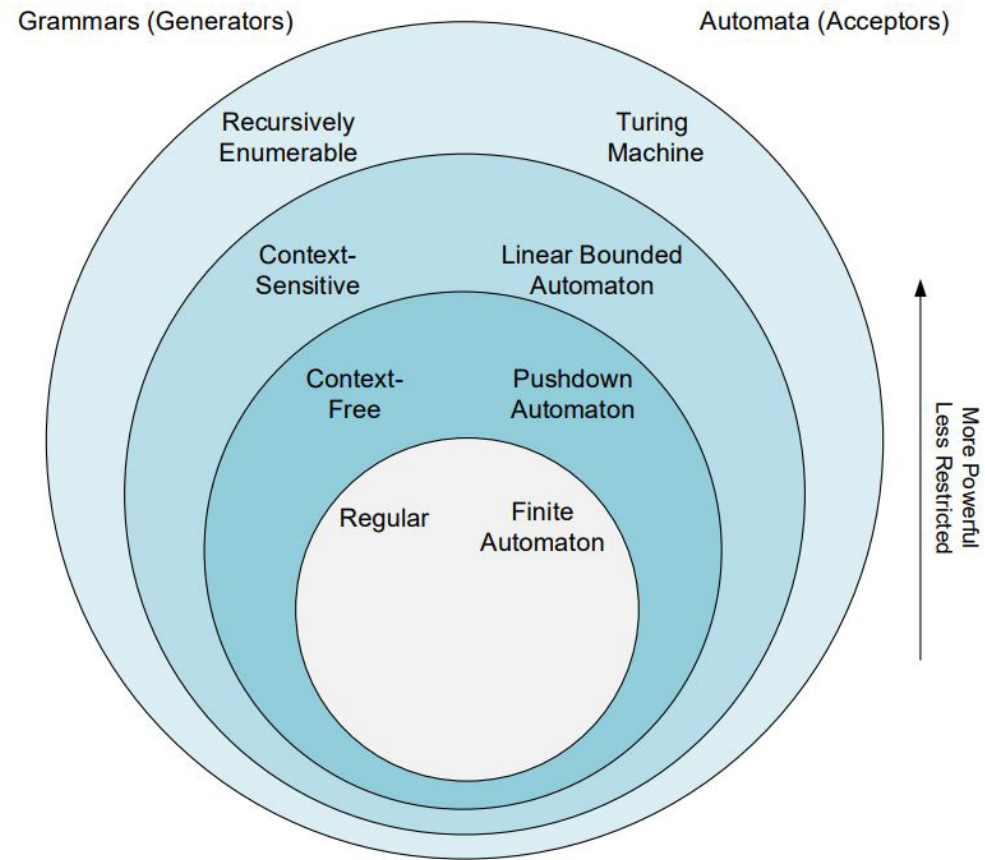 Grammars (Generators)
Automata (Acceptors)
Recursively
Enumerable
Turing
Machine
Context-
Sensitive
Linear Bounded
Automaton
Context-
Free
Pushdown
Automaton
Regular
Finite
Automaton
More Powerful
Less Restricted